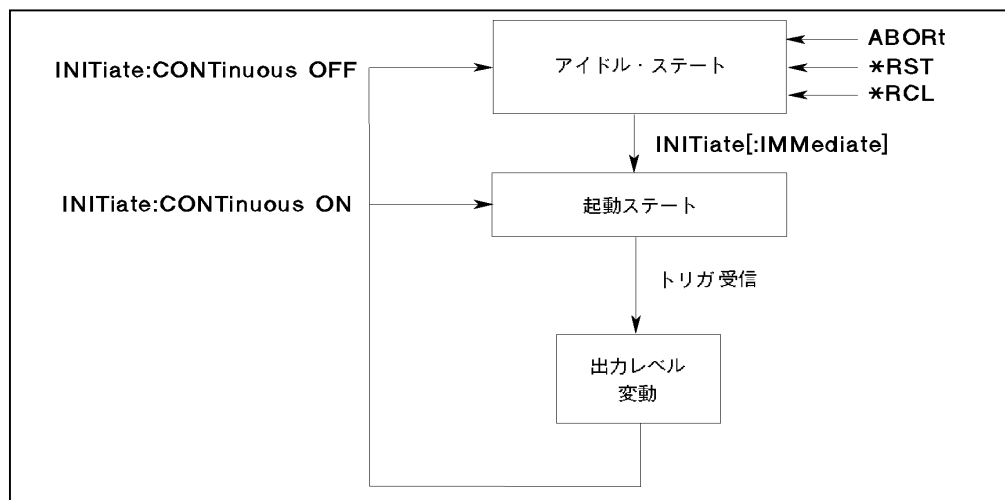 ABORt
INITiate:CONTinuous OFF
アイドル・ステート
*RST
*RCL
INITiate[:IMMediate]
INITiate:CONTinuous ON
起動ステート
トリガ 受信
出力レベル
変動